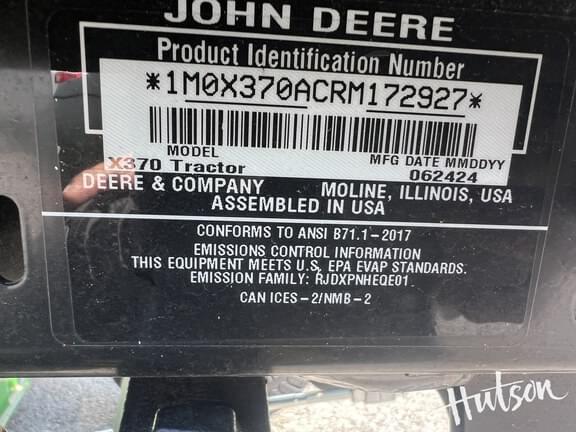 JOHN DEERE
Product Identification Number
*1M0X370ACRM172927*
MODEL MFG DATE MMDDYY
X370 Tractor 062424
DEERE & COMPANY MOLINE, ILLINOIS, USA
ASSEMBLED IN USA
CONFORMS TO ANSI B71.1-2017
EMISSIONS CONTROL INFORMATION
THIS EQUIPMENT MEETS U.S. EPA EVAP STANDARDS.
EMISSION FAMILY: RJDXPNHEQE01
CAN ICES-2/NMB-2
Hutson